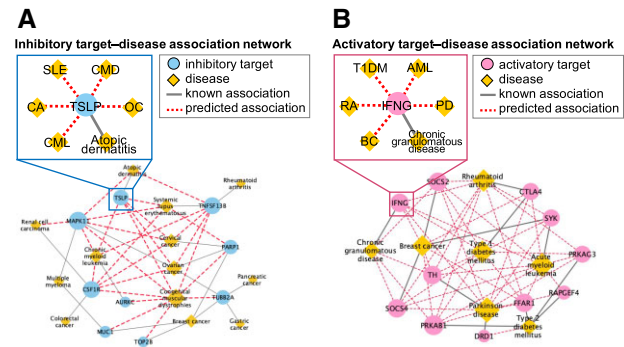 A
Inhibitory target–disease association network
SLE
CMD
CA
TSLP
OC
CML
Atopic
dermatitis
inhibitory target
disease
known association
predicted association
Atopic
dermatitis
TSLP
Systemic
lupus
erythematosus
Rheumatoid
arthritis
TNFSF13B
Renal cell
carcinoma
MAPK11
Cervical
cancer
PARP1
Chronic
myeloid
leukemia
Ovarian
cancer
Multiple
myeloma
CSF1R
AURKC
Congenital
muscular
dystrophies
Pancreatic
cancer
TUBB2A
Colorectal
cancer
MUC1
Breast cancer
Gastric
cancer
TOP2B
B
Activatory target–disease association network
T1DM
AML
RA
IFNG
PD
BC
Chronic
granulomatous
disease
activatory target
disease
known association
predicted association
SOCS2
Rheumatoid
arthritis
CTLA4
IFNG
SYK
Chronic
granulomatous
disease
Breast cancer
Type 1
diabetes
mellitus
Acute
myeloid
leukemia
PRKAG3
TH
RAPGEF4
SOCS4
Parkinson
disease
FFAR1
PRKAB1
DRD1
Type 2
diabetes
mellitus